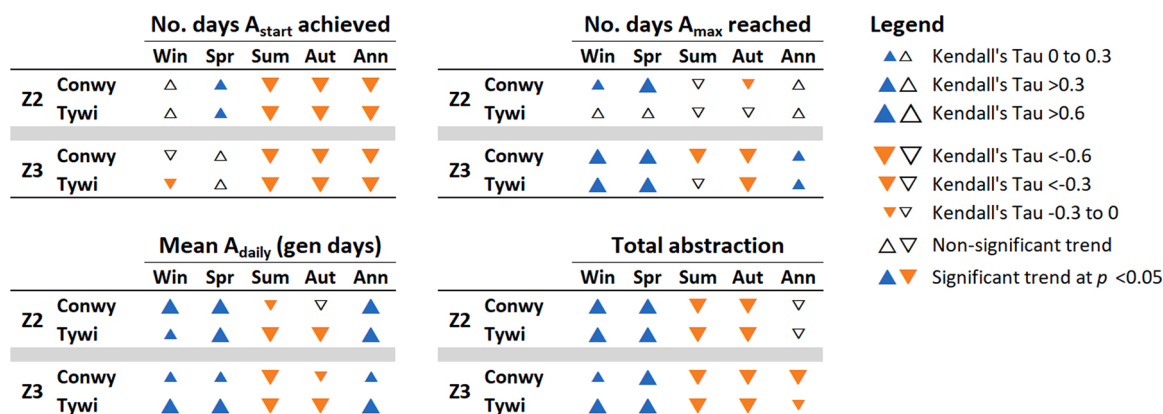 No. days Astart achieved
Win Spr Sum Aut Ann
Z2
Conwy
Tywi
Z3
Conwy
Tywi
No. days Amax reached
Win Spr Sum Aut Ann
Z2
Conwy
Tywi
Z3
Conwy
Tywi
Mean Adaily (gen days)
Win Spr Sum Aut Ann
Z2
Conwy
Tywi
Z3
Conwy
Tywi
Total abstraction
Win Spr Sum Aut Ann
Z2
Conwy
Tywi
Z3
Conwy
Tywi
Legend
Kendall's Tau 0 to 0.3
Kendall's Tau >0.3
Kendall's Tau >0.6
Kendall's Tau <-0.6
Kendall's Tau <-0.3
Kendall's Tau -0.3 to 0
Non-significant trend
Significant trend at p <0.05